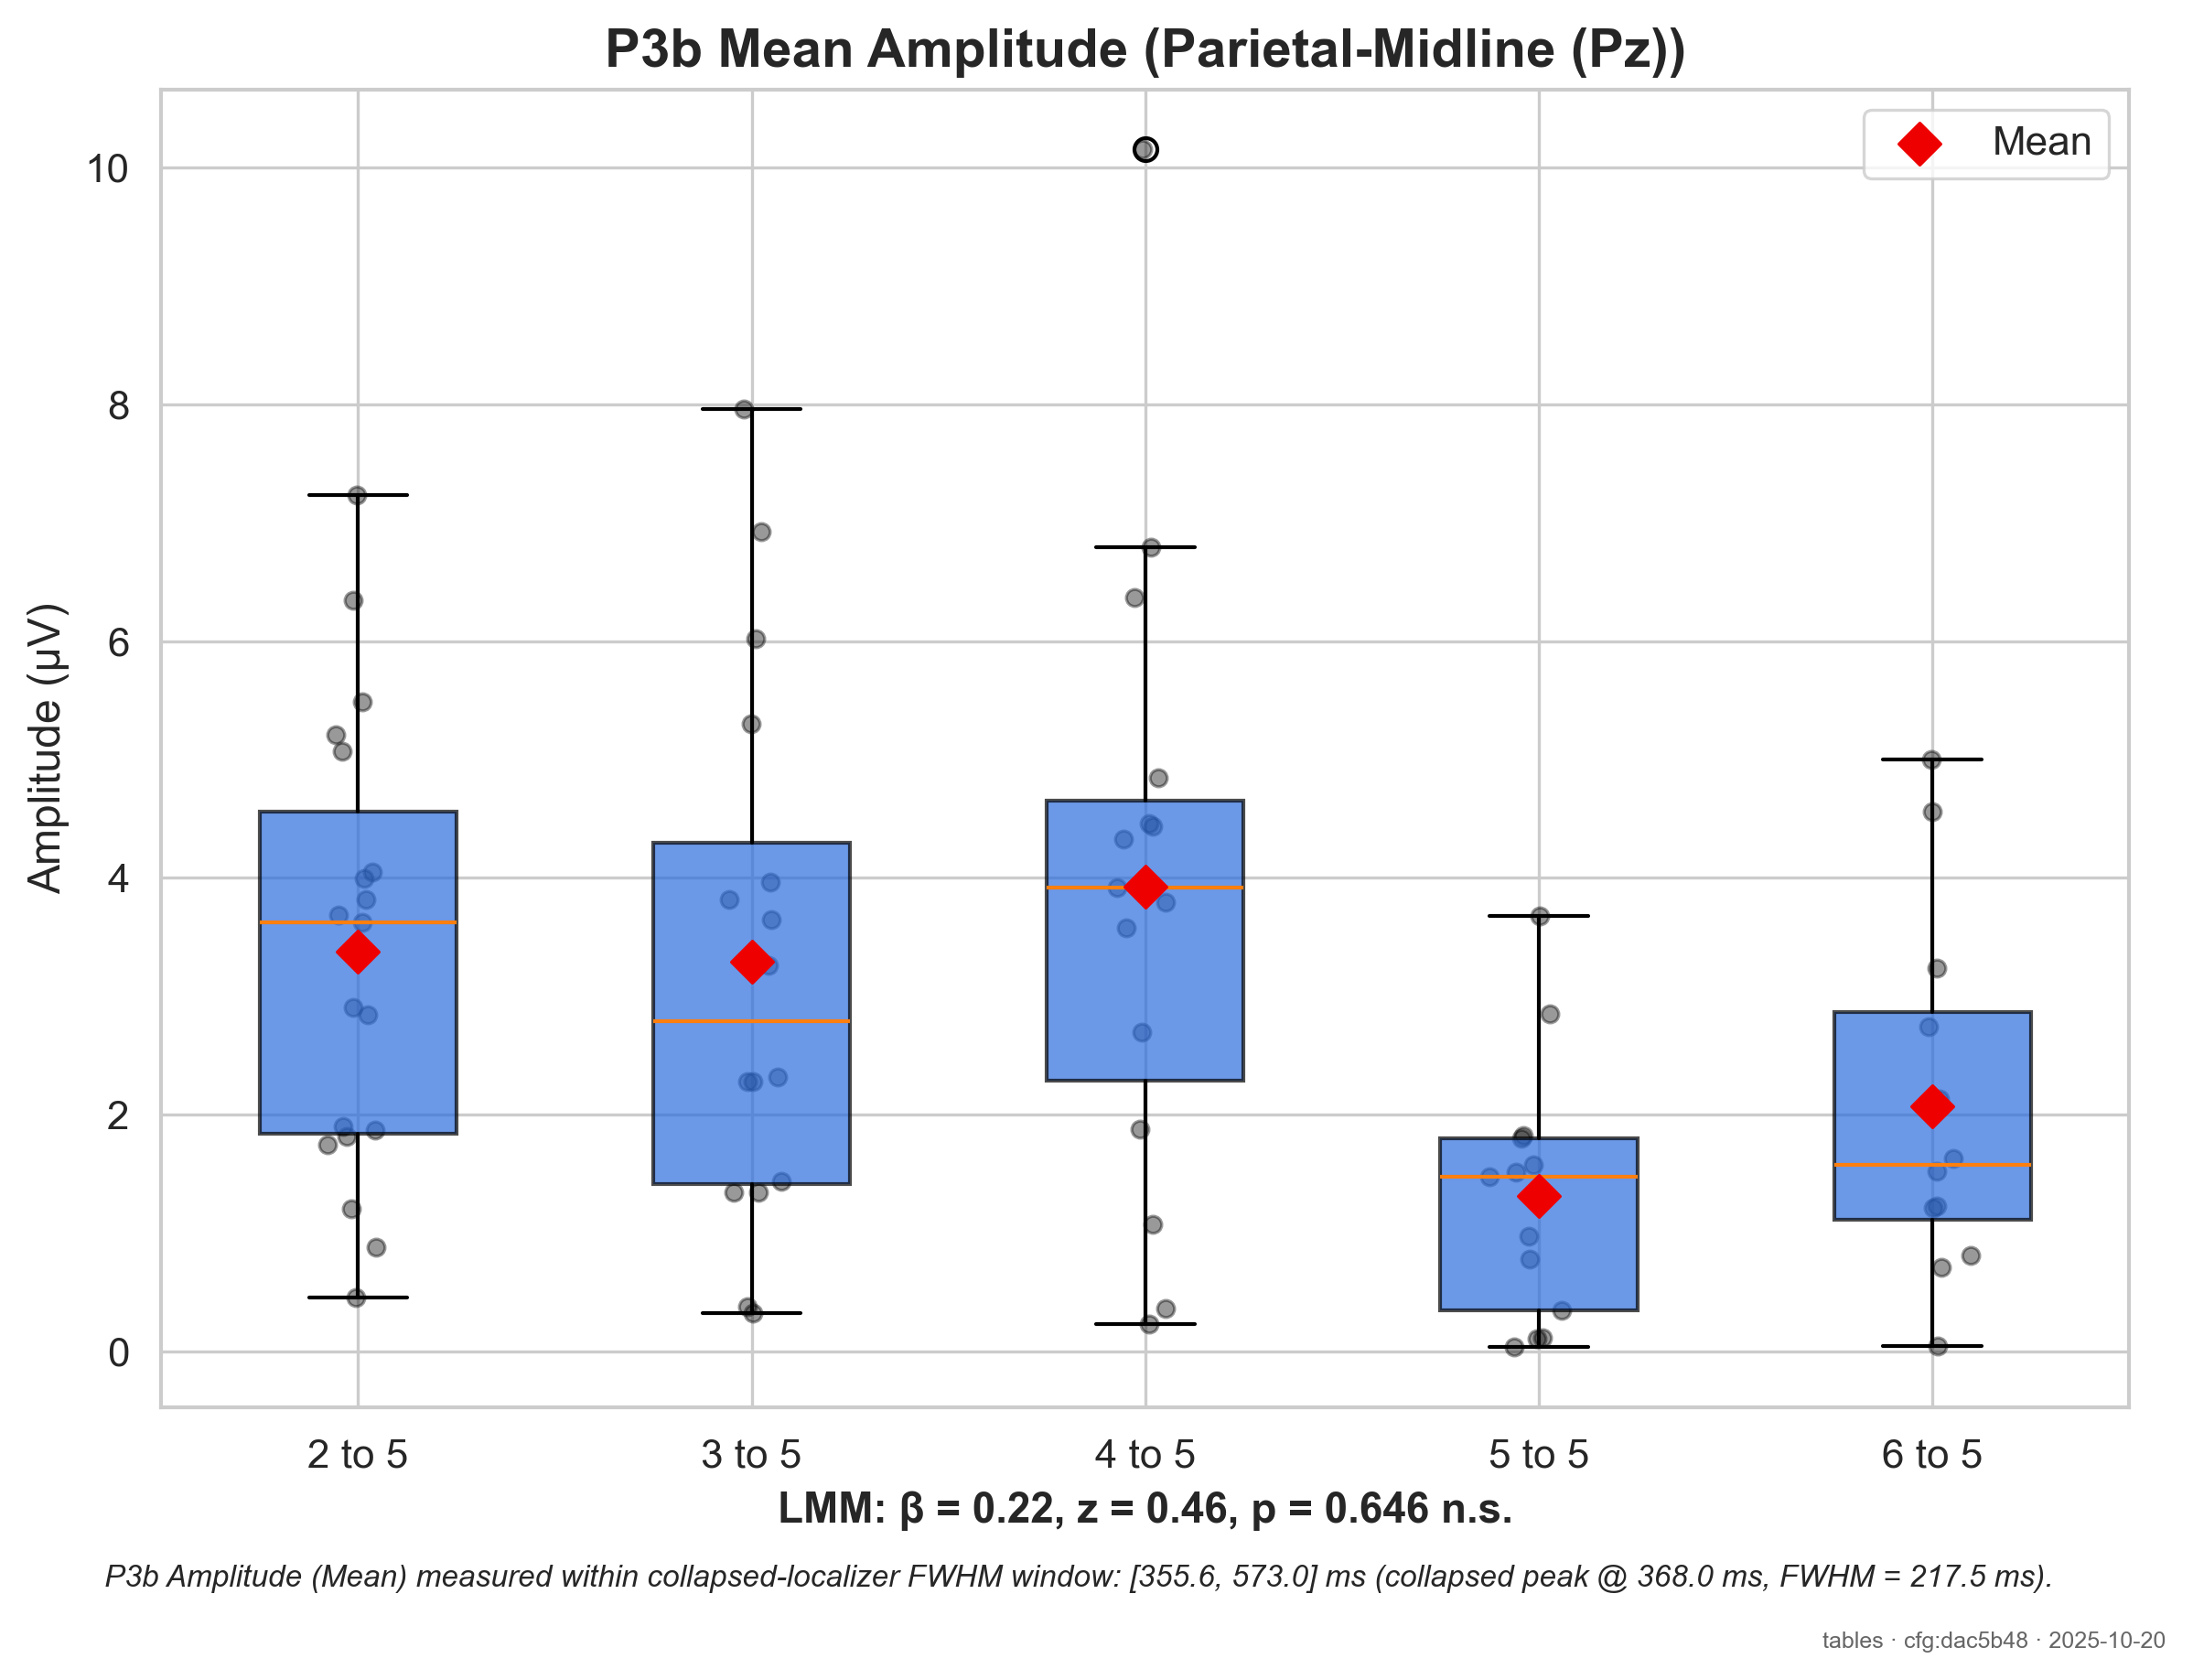 P3b Mean Amplitude (Parietal-Midline (Pz))
Mean
Amplitude (µV)
10
8
6
4
2
0
2 to 5
3 to 5
4 to 5
5 to 5
6 to 5
LMM: β = 0.22, z = 0.46, p = 0.646 n.s.
P3b Amplitude (Mean) measured within collapsed-localizer FWHM window: [355.6, 573.0] ms (collapsed peak @ 368.0 ms, FWHM = 217.5 ms).
tables · cfg:dac5b48 · 2025-10-20